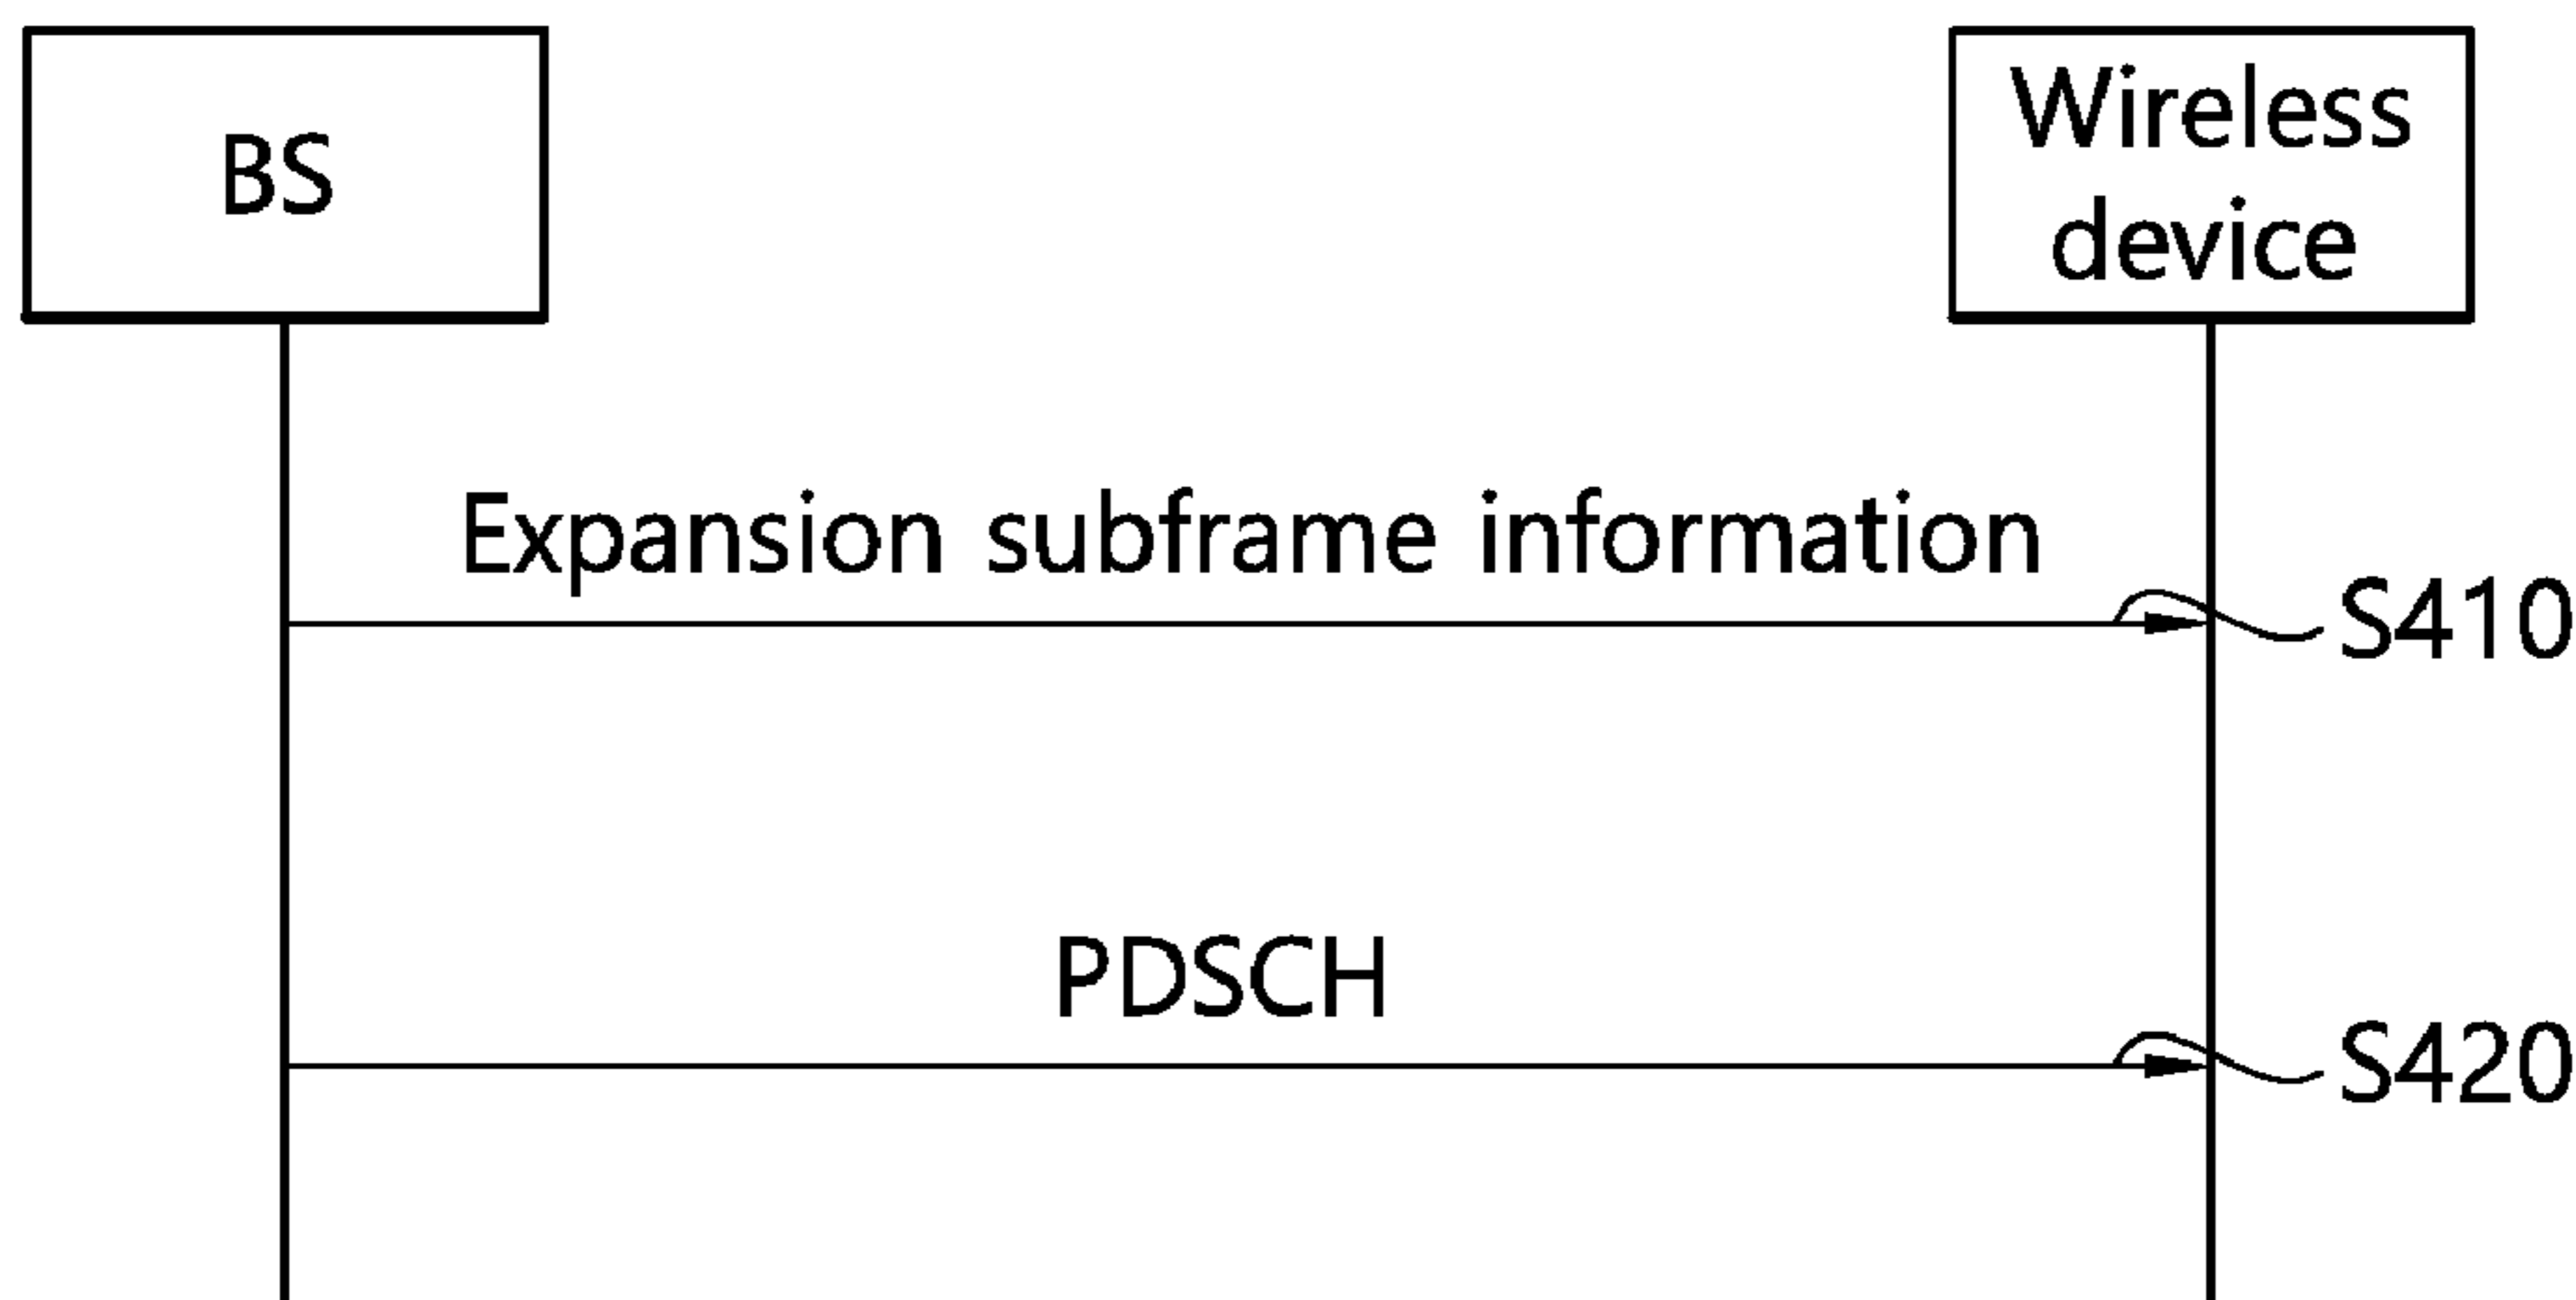 BS
Wireless
device
Expansion subframe information
S410
PDSCH
S420